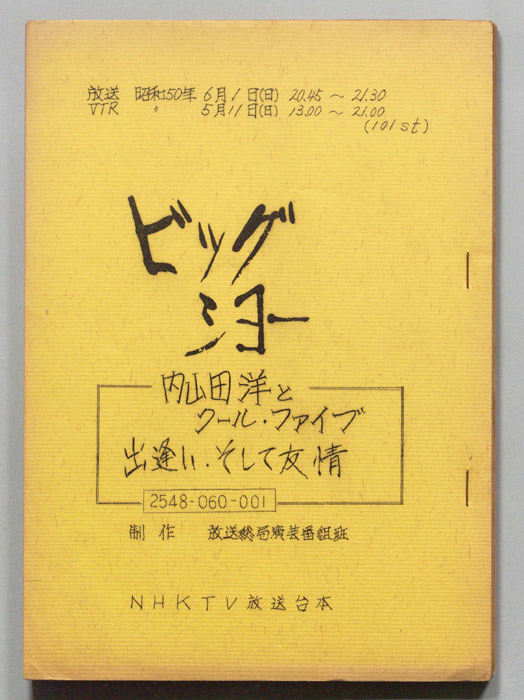 放送 昭和50年 6月1日(日) 20.45 〜 21.30
VTR 〃 5月11日(日) 13.00 〜 21.00
(101st)
ビッグ
ショー
内山田洋と
クール・ファイブ
出逢い・そして友情
2548-060-001
制作 放送総局演芸番組班
NHKTV放送台本